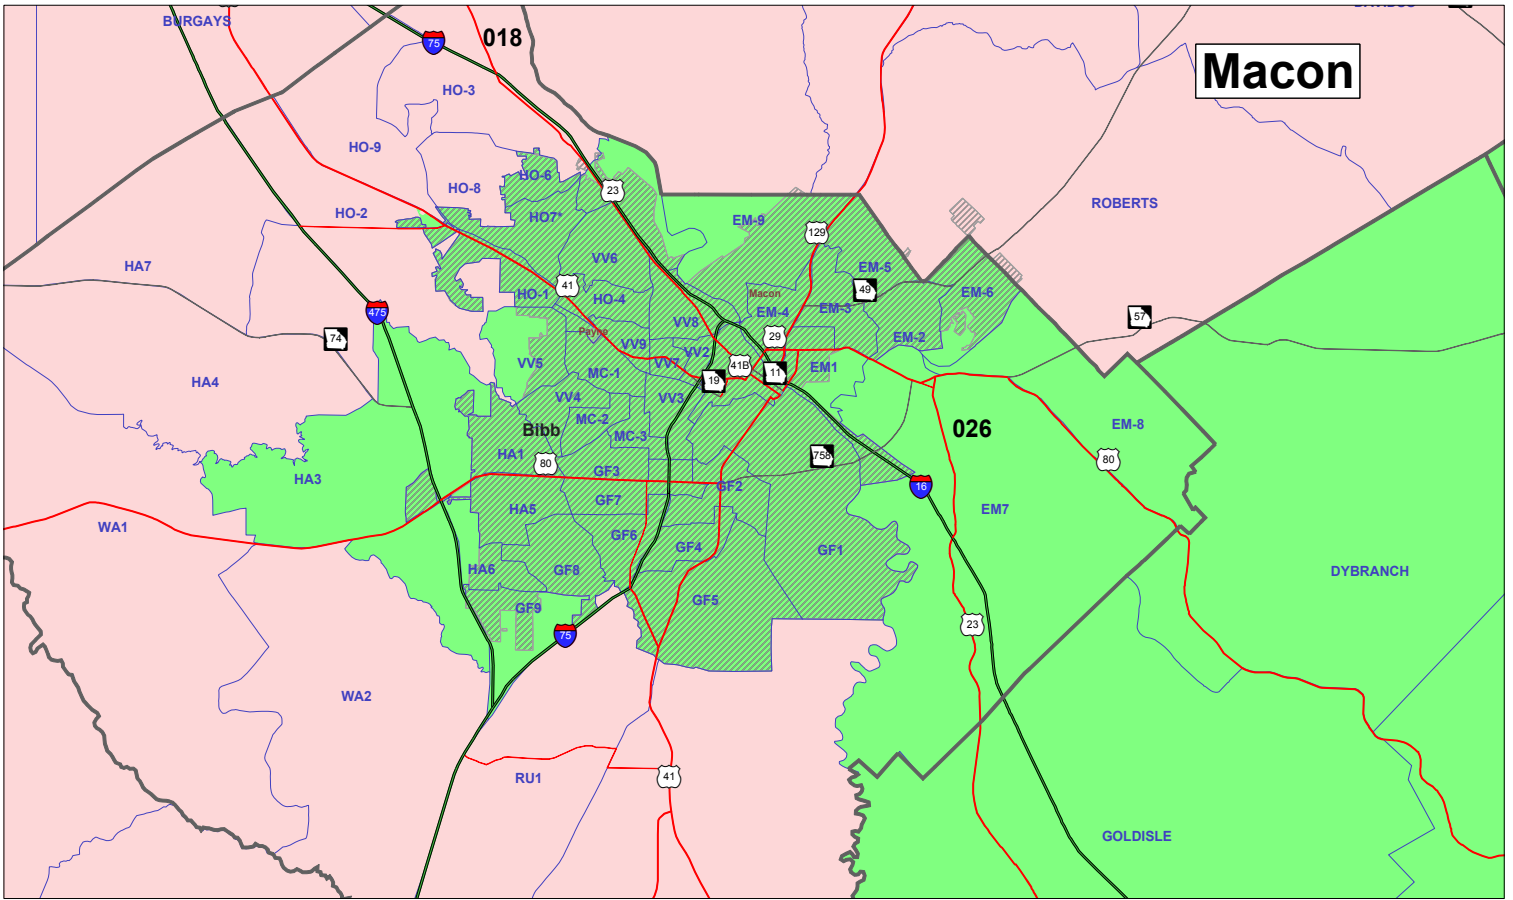 BURGAYS
018
75
Macon
HO-3
HO-9
HO-6
HO-8
23
HO-2
HO7*
EM-9
129
ROBERTS
HA7
VV6
EM-5
41
49
HO-1
HO-4
Macon
EM-6
475
EM-4
EM-3
57
74
Payne
VV8
29
EM-2
VV9
VV2
VV5
VV7
41B
EM1
MC-1
19
11
HA4
VV4
VV3
MC-2
EM-8
Bibb
MC-3
026
HA1
758
80
80
HA3
GF3
GF2
16
GF7
HA5
EM7
WA1
GF6
GF4
GF1
HA6
GF8
DYBRANCH
GF9
GF5
75
23
WA2
RU1
41
GOLDISLE